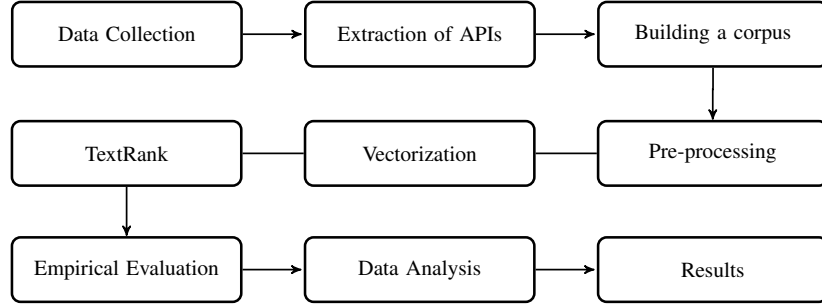 Data Collection
Extraction of APIs
Building a corpus
TextRank
Vectorization
Pre-processing
Empirical Evaluation
Data Analysis
Results